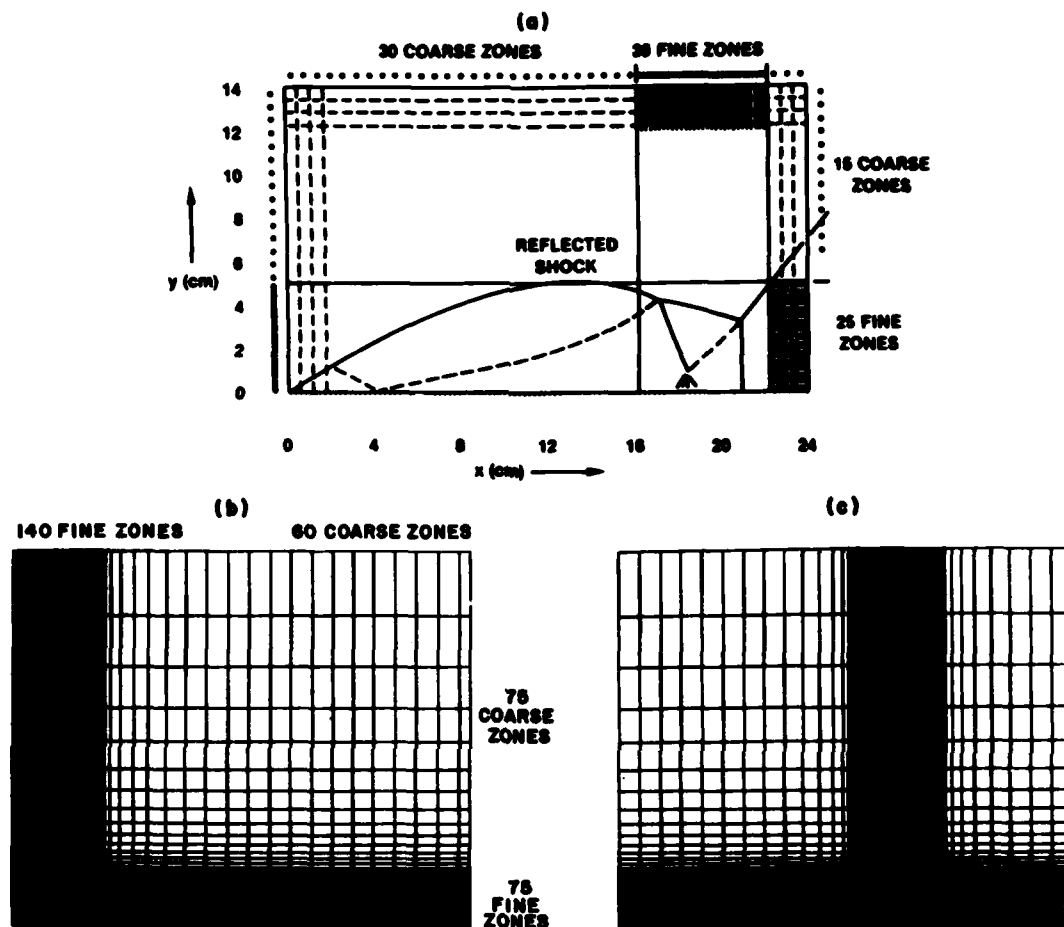 (a)
30 COARSE ZONES
30 FINE ZONES
14
12
10
8
6
4
2
0
y (cm)
15 COARSE
ZONES
REFLECTED
SHOCK
25 FINE
ZONES
0
4
8
12
16
20
24
x (cm)
(b)
140 FINE ZONES
60 COARSE ZONES
75
COARSE
ZONES
75
FINE
ZONES
(c)